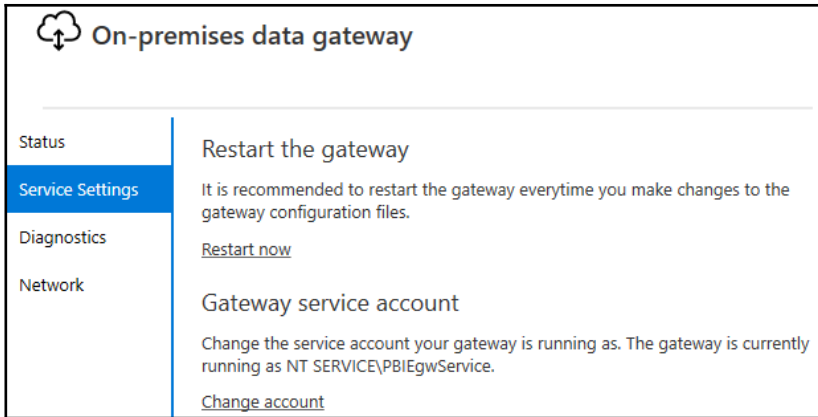 On-premises data gateway
Status
Service Settings
Diagnostics
Network
Restart the gateway
It is recommended to restart the gateway everytime you make changes to the
gateway configuration files.
Restart now
Gateway service account
Change the service account your gateway is running as. The gateway is currently
running as NT SERVICE\PBIEgwService.
Change account